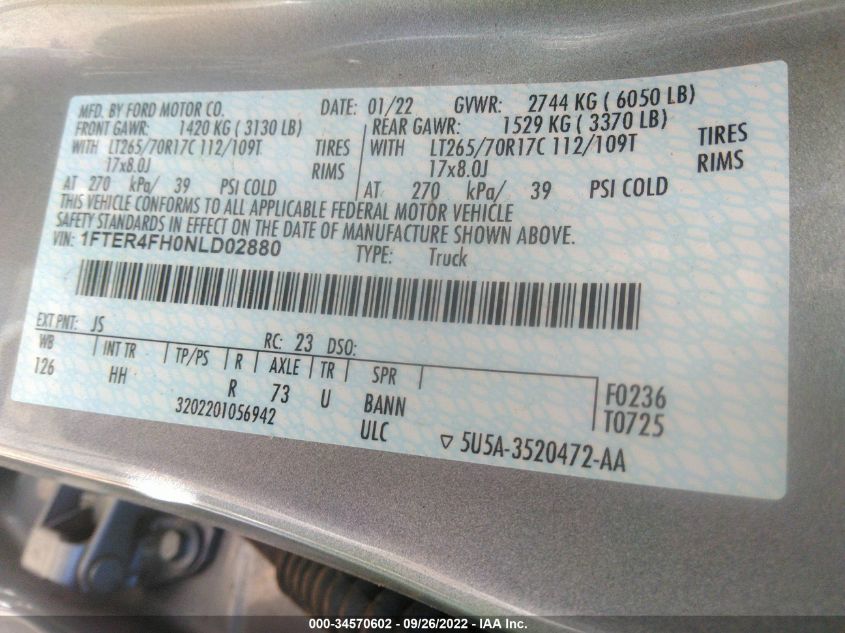 MFD. BY FORD MOTOR CO. DATE: 01/22 GVWR: 2744 KG ( 6050 LB)
FRONT GAWR: 1420 KG ( 3130 LB) REAR GAWR: 1529 KG ( 3370 LB)
WITH LT265/70R17C 112/109T TIRES WITH LT265/70R17C 112/109T TIRES
17x8.0J RIMS 17x8.0J RIMS
AT 270 kPa/ 39 PSI COLD AT 270 kPa/ 39 PSI COLD
THIS VEHICLE CONFORMS TO ALL APPLICABLE FEDERAL MOTOR VEHICLE
SAFETY STANDARDS IN EFFECT ON THE DATE OF MANUFACTURE SHOWN ABOVE.
VIN: 1FTER4FH0NLD02880 TYPE: Truck
EXT PNT: JS RC: 23 DSO:
WB INT TR TP/PS R AXLE TR SPR
126 HH R 73 U BANN F0236
3202201056942 ULC T0725
▽ 5U5A-3520472-AA
000-34570602 - 09/26/2022 - IAA Inc.